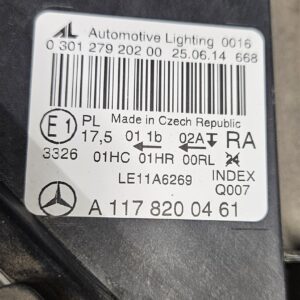 AL Automotive Lighting 0016
0 301 279 202 00 25.06.14 668
Made in Czech Republic
E1 PL 17,5 01 1b 02A RA
3326 01HC 01HR 00RL
LE11A6269
INDEX
Q007
A 117 820 04 61